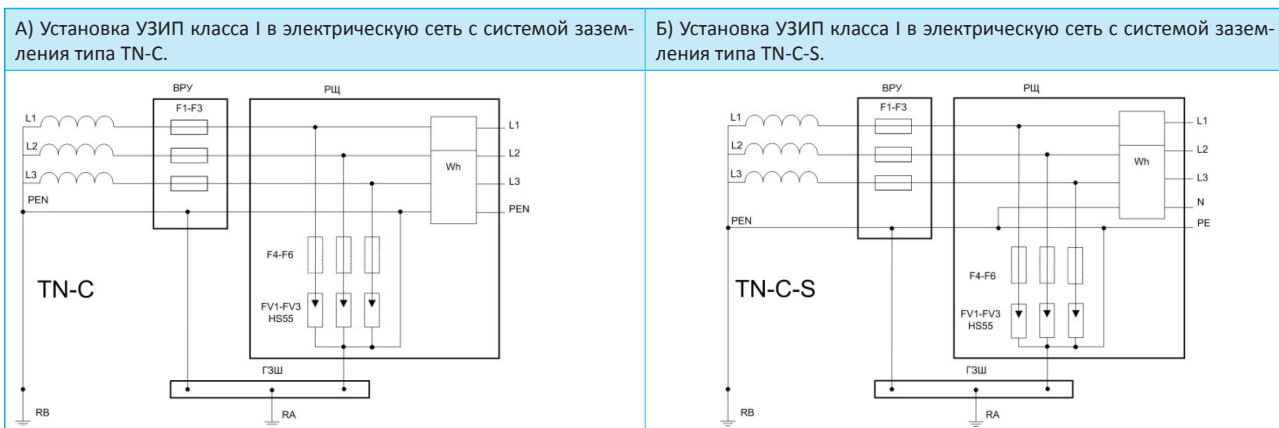 А) Установка УЗИП класса I в электрическую сеть с системой зазем-
ления типа TN-C.
Б) Установка УЗИП класса I в электрическую сеть с системой зазем-
ления типа TN-C-S.
ВРУ
РЩ
F1-F3
L1
L1
L2
L2
Wh
L3
L3
PEN
PEN
F4-F6
TN-C
FV1-FV3
HS55
ГЗШ
RB
RA
ВРУ
РЩ
F1-F3
L1
L1
L2
L2
Wh
L3
L3
N
PEN
PE
F4-F6
TN-C-S
FV1-FV3
HS55
ГЗШ
RB
RA